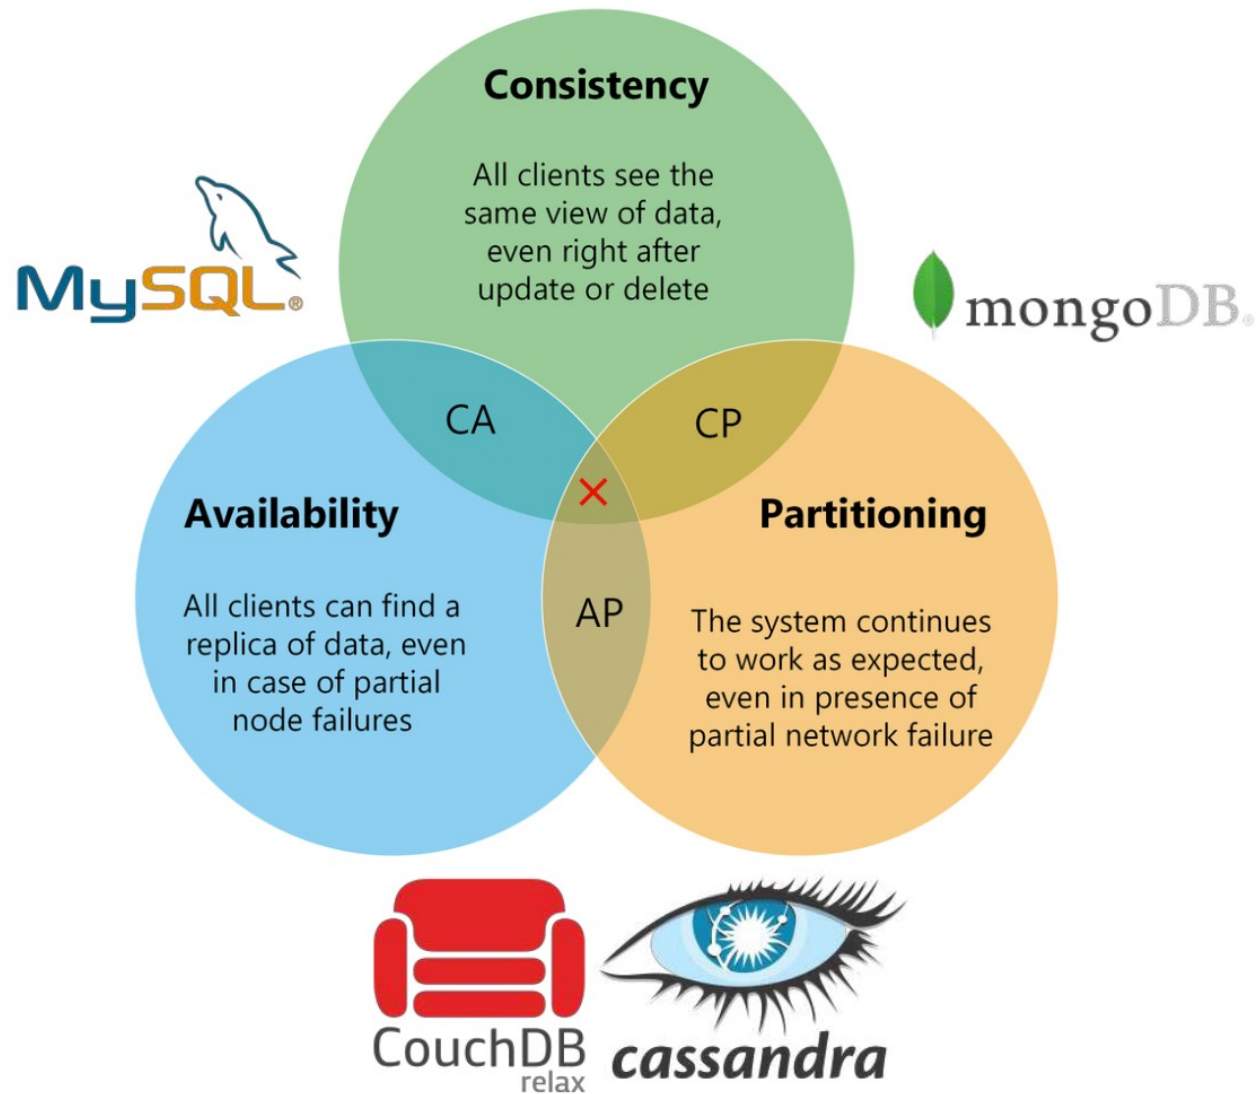 Consistency
All clients see the
same view of data,
even right after
update or delete
MySQL®
mongoDB®
CA
CP
×
Availability
Partitioning
All clients can find a
replica of data, even
in case of partial
node failures
AP
The system continues
to work as expected,
even in presence of
partial network failure
CouchDB
relax
cassandra